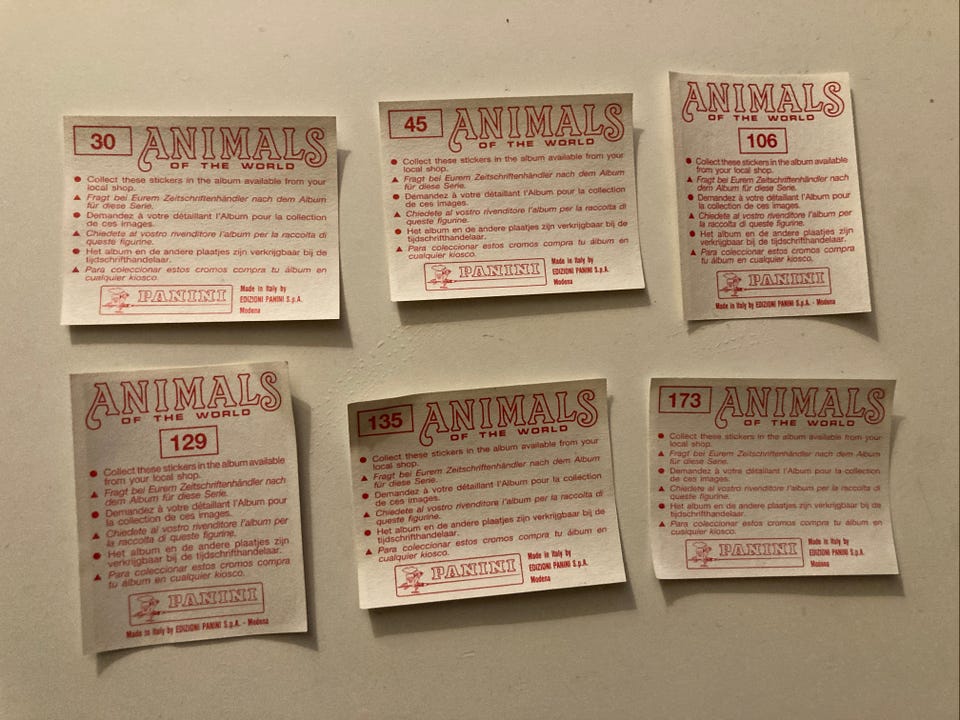 30 ANIMALS
OF THE WORLD
● Collect these stickers in the album available from your
local shop.
▲ Fragt bei Eurem Zeitschriftenhändler nach dem Album
für diese Serie.
● Demandez à votre détaillant l'Album pour la collection
de ces images.
▲ Chiedete al vostro rivenditore l'album per la raccolta di
queste figurine.
● Het album en de andere plaatjes zijn verkrijgbaar bij de
tijdschrifthandelaar.
▲ Para coleccionar estos cromos compra tu álbum en
cualquier kiosco.
PANINI
Made in Italy by
EDIZIONI PANINI S.p.A.
Modena
45 ANIMALS
OF THE WORLD
● Collect these stickers in the album available from your
local shop.
▲ Fragt bei Eurem Zeitschriftenhändler nach dem Album
für diese Serie.
● Demandez à votre détaillant l'Album pour la collection
de ces images.
▲ Chiedete al vostro rivenditore l'album per la raccolta di
queste figurine.
● Het album en de andere plaatjes zijn verkrijgbaar bij de
tijdschrifthandelaar.
▲ Para coleccionar estos cromos compra tu álbum en
cualquier kiosco.
PANINI
Made in Italy by
EDIZIONI PANINI S.p.A.
Modena
ANIMALS
OF THE WORLD
106
● Collect these stickers in the album available
from your local shop.
▲ Fragt bei Eurem Zeitschriftenhändler nach
dem Album für diese Serie.
● Demandez à votre détaillant l'Album pour
la collection de ces images.
▲ Chiedete al vostro rivenditore l'album per
la raccolta di queste figurine.
● Het album en de andere plaatjes zijn
verkrijgbaar bij de tijdschrifthandelaar.
▲ Para coleccionar estos cromos compra
tu álbum en cualquier kiosco.
PANINI
Made in Italy by EDIZIONI PANINI S.p.A. - Modena
ANIMALS
OF THE WORLD
129
● Collect these stickers in the album available
from your local shop.
▲ Fragt bei Eurem Zeitschriftenhändler nach
dem Album für diese Serie.
● Demandez à votre détaillant l'Album pour
la collection de ces images.
▲ Chiedete al vostro rivenditore l'album per
la raccolta di queste figurine.
● Het album en de andere plaatjes zijn
verkrijgbaar bij de tijdschrifthandelaar.
▲ Para coleccionar estos cromos compra
tu álbum en cualquier kiosco.
PANINI
Made in Italy by EDIZIONI PANINI S.p.A. - Modena
135 ANIMALS
OF THE WORLD
● Collect these stickers in the album available from your
local shop.
▲ Fragt bei Eurem Zeitschriftenhändler nach dem Album
für diese Serie.
● Demandez à votre détaillant l'Album pour la collection
de ces images.
▲ Chiedete al vostro rivenditore l'album per la raccolta di
queste figurine.
● Het album en de andere plaatjes zijn verkrijgbaar bij de
tijdschrifthandelaar.
▲ Para coleccionar estos cromos compra tu álbum en
cualquier kiosco.
PANINI
Made in Italy by
EDIZIONI PANINI S.p.A.
Modena
173 ANIMALS
OF THE WORLD
● Collect these stickers in the album available from your
local shop.
▲ Fragt bei Eurem Zeitschriftenhändler nach dem Album
für diese Serie.
● Demandez à votre détaillant l'Album pour la collection
de ces images.
▲ Chiedete al vostro rivenditore l'album per la raccolta di
queste figurine.
● Het album en de andere plaatjes zijn verkrijgbaar bij de
tijdschrifthandelaar.
▲ Para coleccionar estos cromos compra tu álbum en
cualquier kiosco.
PANINI
Made in Italy by
EDIZIONI PANINI S.p.A.
Modena